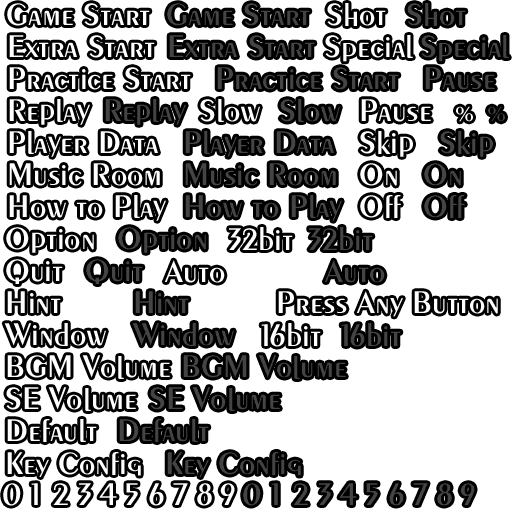 Game Start Game Start Shot Shot
Extra Start Extra Start Special Special
Practice Start Practice Start Pause
Replay Replay Slow Slow Pause % %
Player Data Player Data Skip Skip
Music Room Music Room On On
How to Play How to Play Off Off
Option Option 32bit 32bit
Quit Quit Auto Auto
Hint Hint Press Any Button
Window Window 16bit 16bit
BGM Volume BGM Volume
SE Volume SE Volume
Default Default
Key Config Key Config
0 1 2 3 4 5 6 7 8 9 0 1 2 3 4 5 6 7 8 9